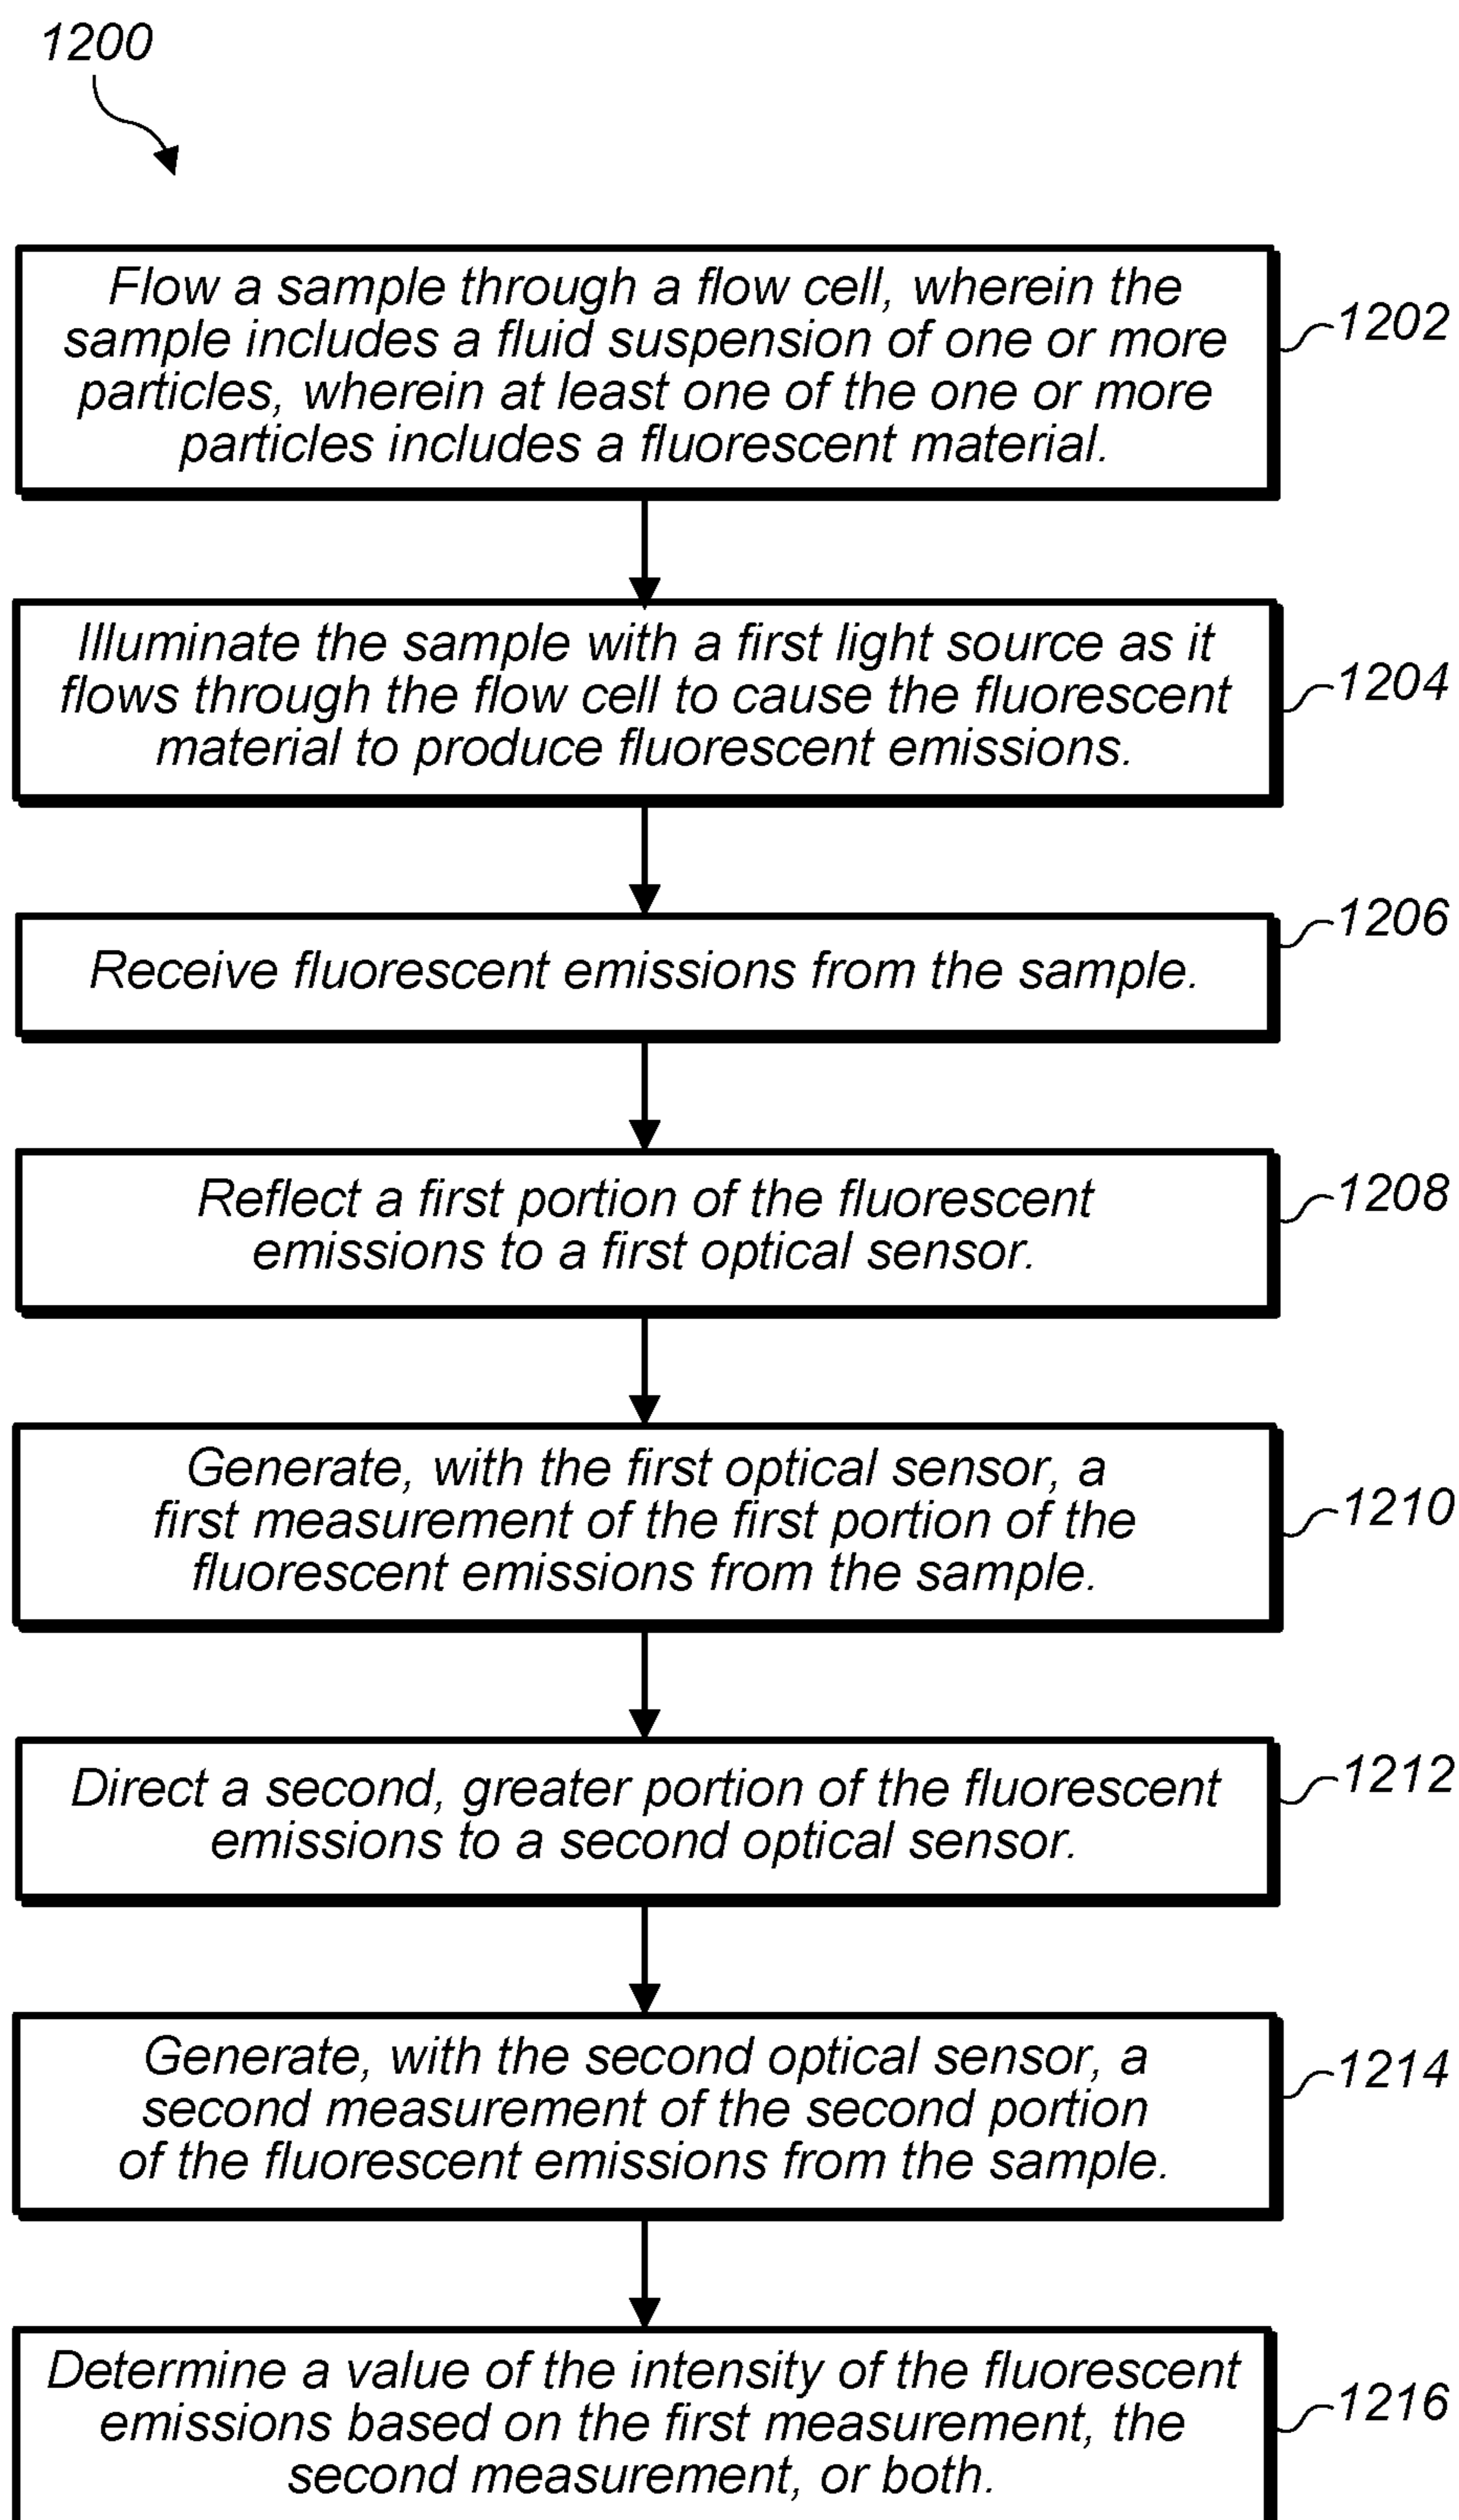 1200
Flow a sample through a flow cell, wherein the
sample includes a fluid suspension of one or more
particles, wherein at least one of the one or more
particles includes a fluorescent material.
1202
Illuminate the sample with a first light source as it
flows through the flow cell to cause the fluorescent
material to produce fluorescent emissions.
1204
Receive fluorescent emissions from the sample.
1206
Reflect a first portion of the fluorescent
emissions to a first optical sensor.
1208
Generate, with the first optical sensor, a
first measurement of the first portion of the
fluorescent emissions from the sample.
1210
Direct a second, greater portion of the fluorescent
emissions to a second optical sensor.
1212
Generate, with the second optical sensor, a
second measurement of the second portion
of the fluorescent emissions from the sample.
1214
Determine a value of the intensity of the fluorescent
emissions based on the first measurement, the
second measurement, or both.
1216